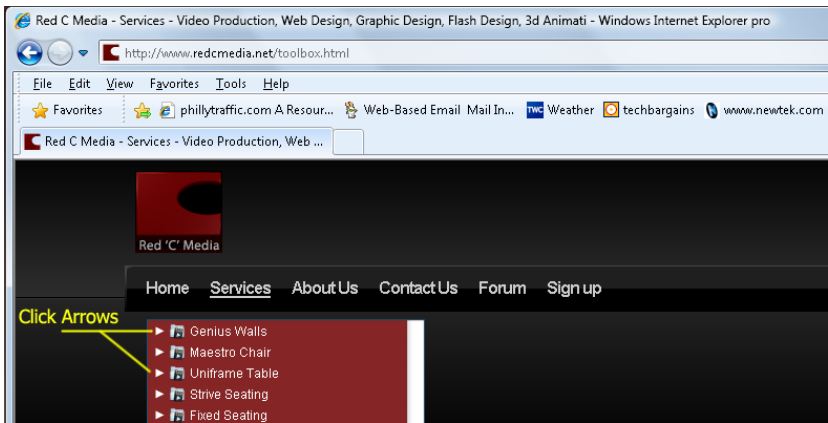 Red C Media - Services - Video Production, Web Design, Graphic Design, Flash Design, 3d Animati - Windows Internet Explorer pro
http://www.redcmedia.net/toolbox.html
File Edit View Favorites Tools Help
Favorites phillytraffic.com A Resour... Web-Based Email Mail In... TWC Weather techbargains www.newtek.com
Red C Media - Services - Video Production, Web ...
Red 'C' Media
Home Services About Us Contact Us Forum Sign up
Click Arrows
Genius Walls
Maestro Chair
Uniframe Table
Strive Seating
Fixed Seating